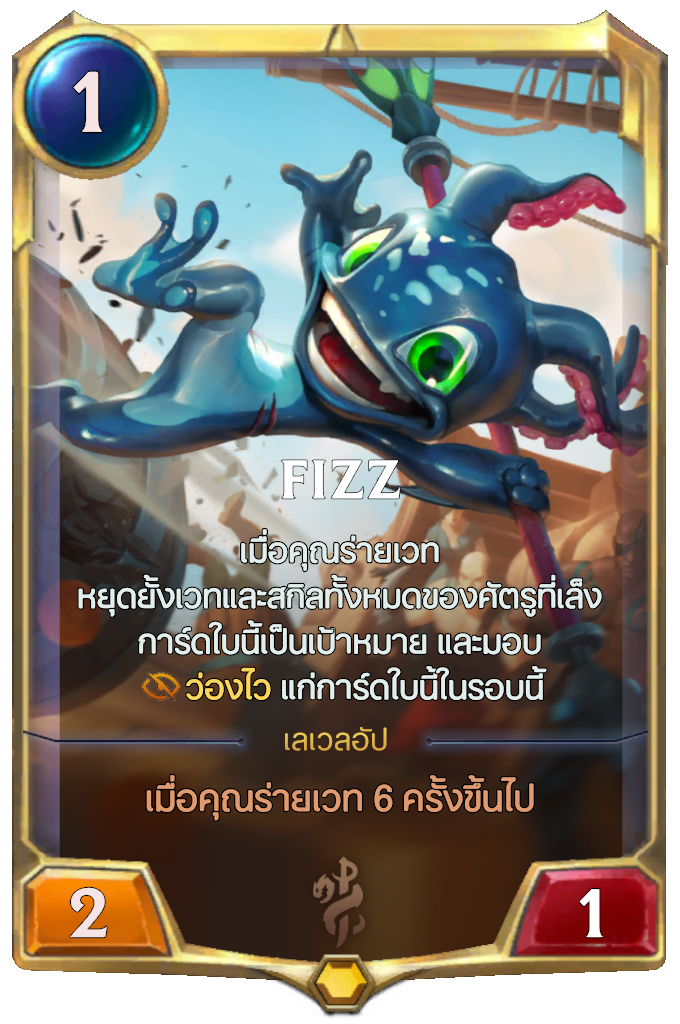 1
FIZZ
เมื่อคุณร่ายเวท
หยุดยั้งเวทและสกิลทั้งหมดของศัตรูที่เล็ง
การ์ดใบนี้เป็นเป้าหมาย และมอบ
ว่องไว แก่การ์ดใบนี้ในรอบนี้
เลเวลอัป
เมื่อคุณร่ายเวท 6 ครั้งขึ้นไป
2
1